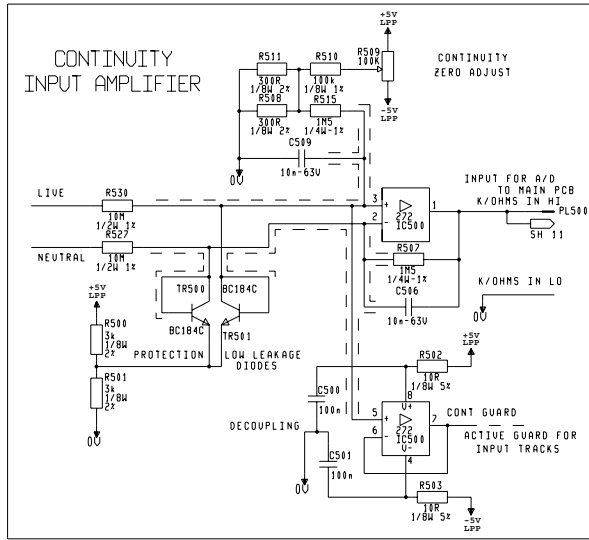 +5V
LPP
CONTINUITY
INPUT AMPLIFIER
R511
300R
1/8W 2%
R510
100k
1/8W 1%
R509
100K
CONTINUITY
ZERO ADJUST
R508
300R
1/8W 2%
R515
1M5
1/4W-1%
-5V
LPP
C509
10n-63V
0V
LIVE
R530
10M
1/2W 1%
3
+
2
-
272
IC500
1
INPUT FOR A/D
TO MAIN PCB
K/OHMS IN HI
PL500
SH 11
NEUTRAL
R527
10M
1/2W 1%
R507
1M5
1/4W-1%
C506
10n-63V
K/OHMS IN LO
0V
TR500
BC184C
BC184C
TR501
+5V
LPP
R500
3k
1/8W
2%
PROTECTION
LOW LEAKAGE
DIODES
R501
3k
1/8W
2%
0V
+5V
LPP
R502
10R
1/8W 5%
C500
100n
DECOUPLING
8
V+
5
+
6
-
272
IC500
V-
4
7
CONT GUARD
ACTIVE GUARD FOR
INPUT TRACKS
C501
100n
0V
R503
10R
1/8W 5%
-5V
LPP